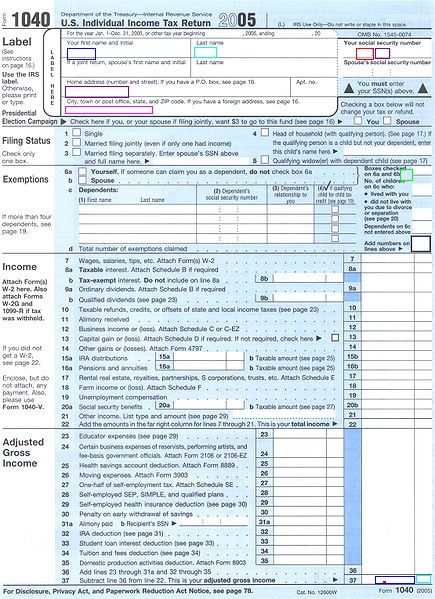 Form 1040 Department of the Treasury—Internal Revenue Service
U.S. Individual Income Tax Return 2005 (L) IRS Use Only—Do not write or staple in this space.
For the year Jan. 1-Dec. 31, 2005, or other tax year beginning , 2005, ending , 20 OMB No. 1545-0074
Label
(See instructions on page 16.)
Use the IRS label.
Otherwise, please print or type.
LABEL HERE
Your first name and initial Last name Your social security number
If a joint return, spouse's first name and initial Last name Spouse's social security number
Home address (number and street). If you have a P.O. box, see page 16. Apt. no.
You must enter your SSN(s) above.
City, town or post office, state, and ZIP code. If you have a foreign address, see page 16.
Checking a box below will not change your tax or refund.
Presidential
Election Campaign Check here if you, or your spouse if filing jointly, want $3 to go to this fund (see page 16) You Spouse
Filing Status
Check only one box.
1 Single
2 Married filing jointly (even if only one had income)
3 Married filing separately. Enter spouse's SSN above and full name here.
4 Head of household (with qualifying person). (See page 17.) If the qualifying person is a child but not your dependent, enter this child's name here.
5 Qualifying widow(er) with dependent child (see page 17)
Exemptions
6a Yourself. If someone can claim you as a dependent, do not check box 6a
b Spouse
Boxes checked on 6a and 6b
No. of children on 6c who:
• lived with you
• did not live with you due to divorce or separation (see page 20)
Dependents on 6c not entered above
Add numbers on lines above
c Dependents:
(1) First name Last name
(2) Dependent's social security number
(3) Dependent's relationship to you
(4) if qualifying child for child tax credit (see page 19)
If more than four dependents, see page 19.
d Total number of exemptions claimed
Income
Attach Form(s) W-2 here. Also attach Forms W-2G and 1099-R if tax was withheld.
If you did not get a W-2, see page 22.
Enclose, but do not attach, any payment. Also, please use Form 1040-V.
7 Wages, salaries, tips, etc. Attach Form(s) W-2 7
8a Taxable interest. Attach Schedule B if required 8a
b Tax-exempt interest. Do not include on line 8a 8b
9a Ordinary dividends. Attach Schedule B if required 9a
b Qualified dividends (see page 23) 9b
10 Taxable refunds, credits, or offsets of state and local income taxes (see page 23) 10
11 Alimony received 11
12 Business income or (loss). Attach Schedule C or C-EZ 12
13 Capital gain or (loss). Attach Schedule D if required. If not required, check here 13
14 Other gains or (losses). Attach Form 4797 14
15a IRA distributions 15a b Taxable amount (see page 25) 15b
16a Pensions and annuities 16a b Taxable amount (see page 25) 16b
17 Rental real estate, royalties, partnerships, S corporations, trusts, etc. Attach Schedule E 17
18 Farm income or (loss). Attach Schedule F 18
19 Unemployment compensation 19
20a Social security benefits 20a b Taxable amount (see page 27) 20b
21 Other income. List type and amount (see page 29) 21
22 Add the amounts in the far right column for lines 7 through 21. This is your total income 22
Adjusted Gross Income
23 Educator expenses (see page 29) 23
24 Certain business expenses of reservists, performing artists, and fee-basis government officials. Attach Form 2106 or 2106-EZ 24
25 Health savings account deduction. Attach Form 8889 25
26 Moving expenses. Attach Form 3903 26
27 One-half of self-employment tax. Attach Schedule SE 27
28 Self-employed SEP, SIMPLE, and qualified plans 28
29 Self-employed health insurance deduction (see page 30) 29
30 Penalty on early withdrawal of savings 30
31a Alimony paid b Recipient's SSN 31a
32 IRA deduction (see page 31) 32
33 Student loan interest deduction (see page 33) 33
34 Tuition and fees deduction (see page 34) 34
35 Domestic production activities deduction. Attach Form 8903 35
36 Add lines 23 through 31a and 32 through 35 36
37 Subtract line 36 from line 22. This is your adjusted gross income 37
For Disclosure, Privacy Act, and Paperwork Reduction Act Notice, see page 78. Cat. No. 12600W Form 1040 (2005)